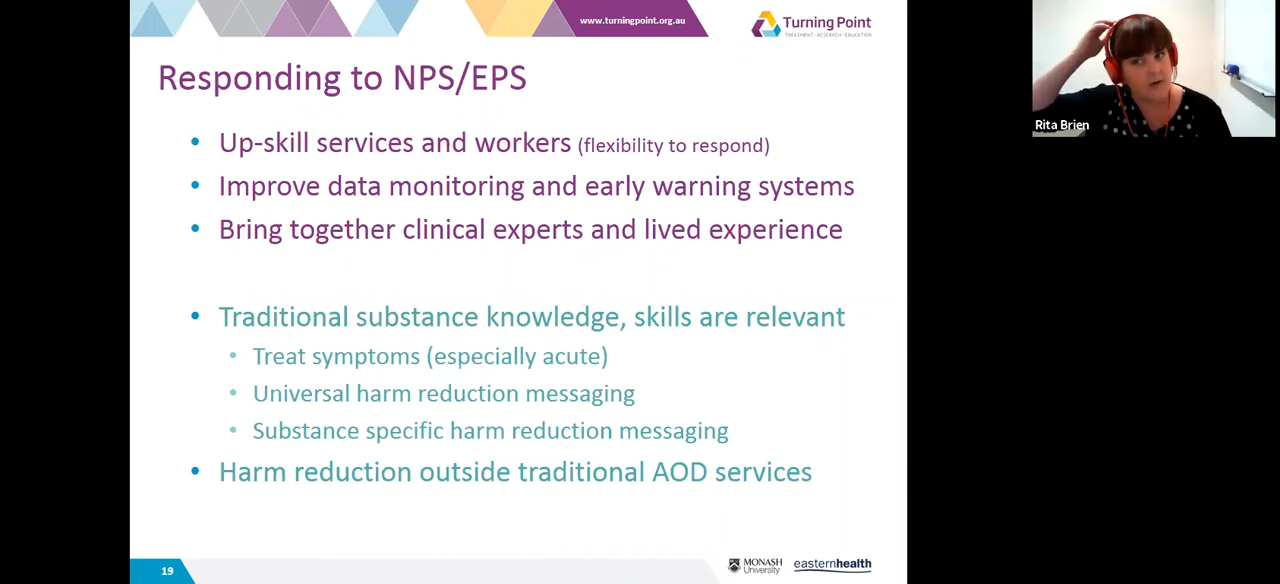 www.turningpoint.org.au
Turning Point
TREATMENT • RESEARCH • EDUCATION
Responding to NPS/EPS
• Up-skill services and workers (flexibility to respond)
• Improve data monitoring and early warning systems
• Bring together clinical experts and lived experience
• Traditional substance knowledge, skills are relevant
• Treat symptoms (especially acute)
• Universal harm reduction messaging
• Substance specific harm reduction messaging
• Harm reduction outside traditional AOD services
19
MONASH
University
easternhealth
Rita Brien